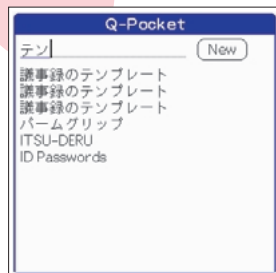 Q-Pocket
テン
New
議事録のテンプレート
議事録のテンプレート
議事録のテンプレート
パームグリップ
ITSU-DERU
ID Passwords